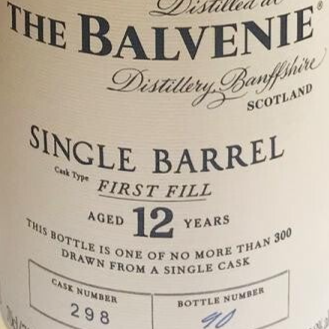 Distilled at
THE BALVENIE®
Distillery, Banffshire
SCOTLAND
SINGLE BARREL
Cask Type FIRST FILL
AGED 12 YEARS
THIS BOTTLE IS ONE OF NO MORE THAN 300
DRAWN FROM A SINGLE CASK
CASK NUMBER
298
BOTTLE NUMBER
90